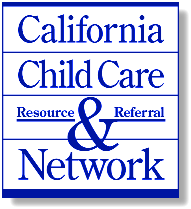 California
Child Care
Resource & Referral
Network